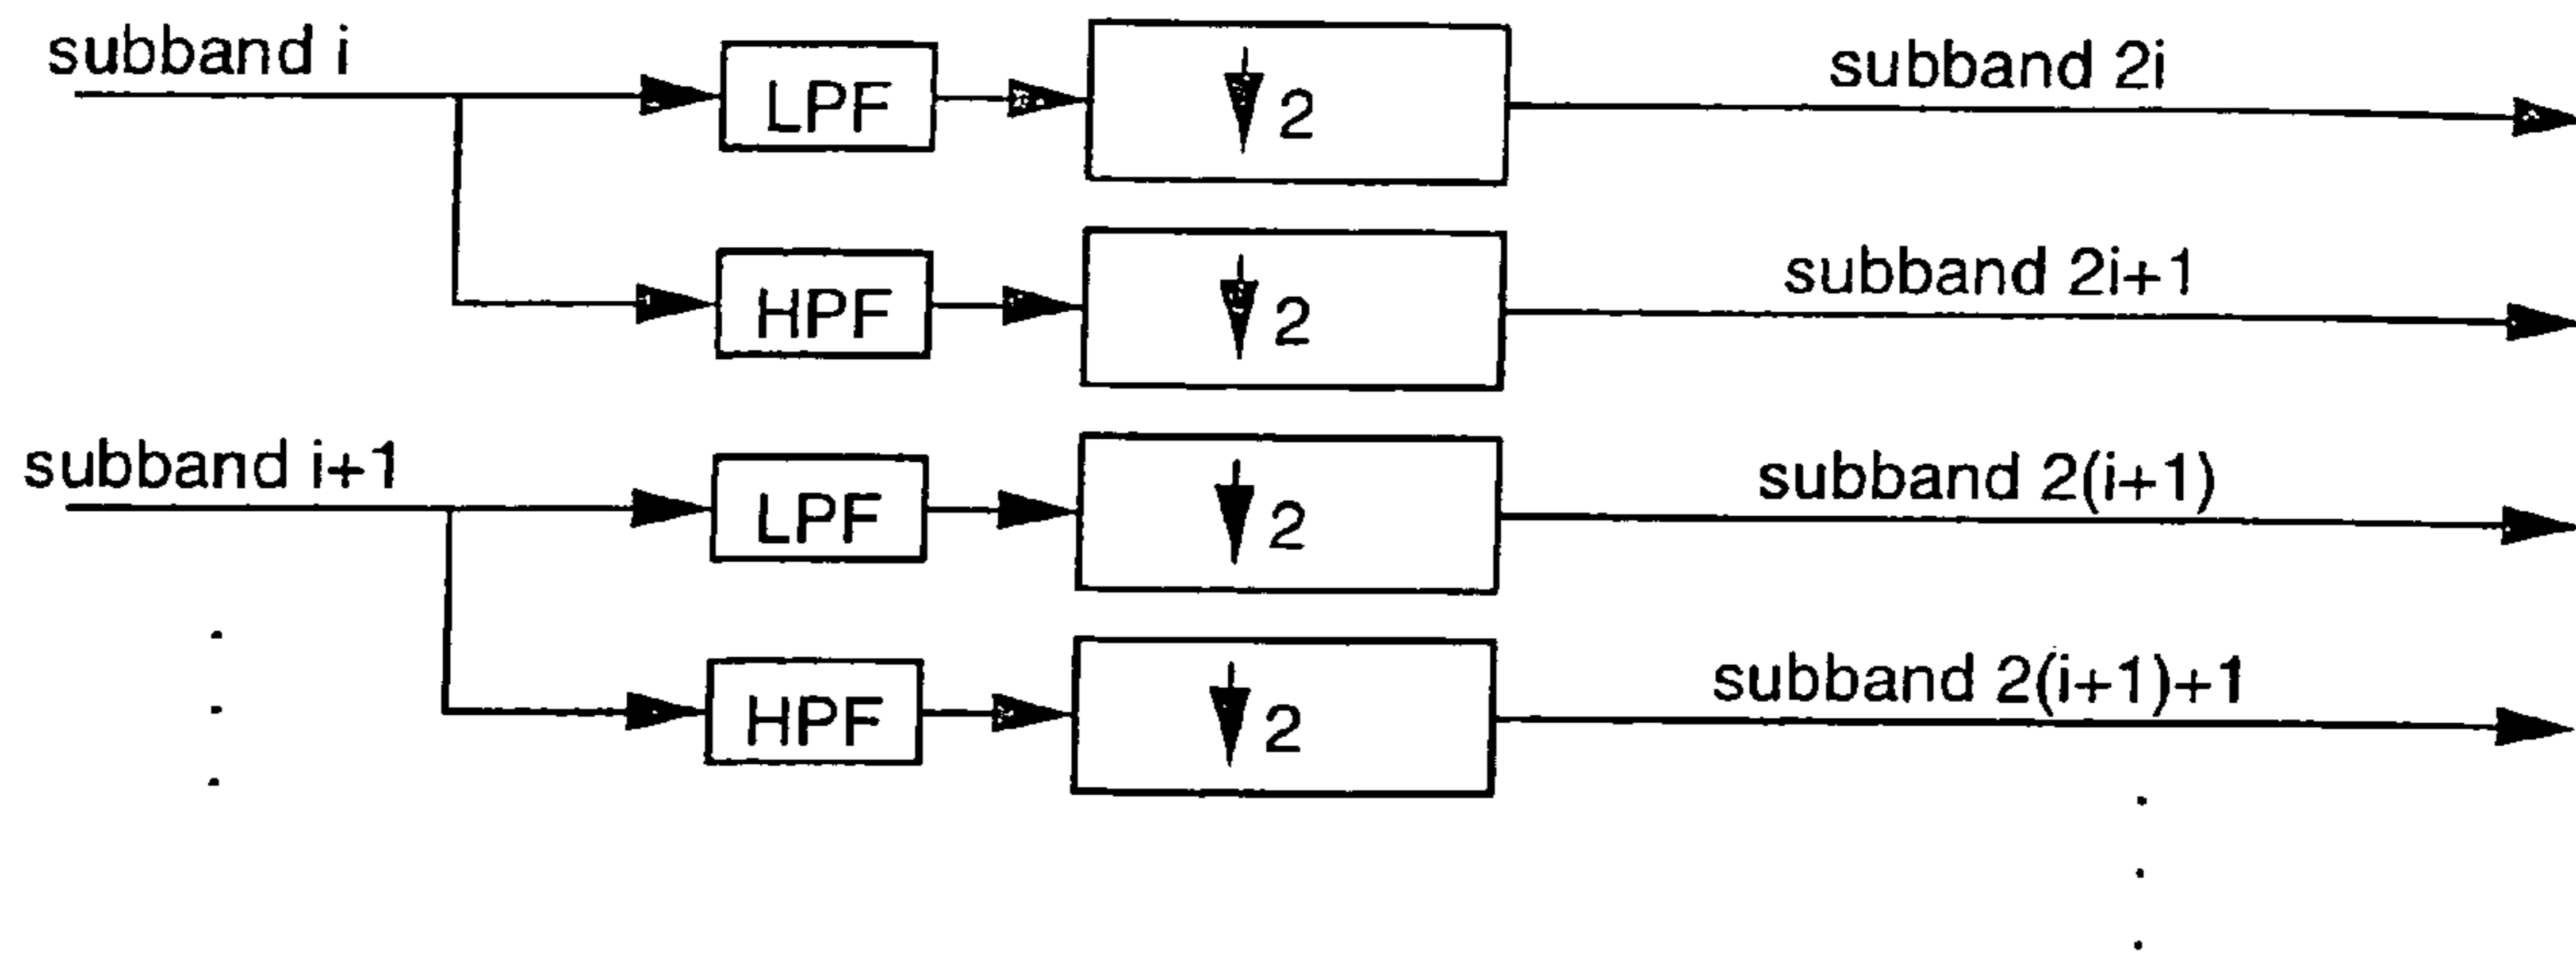 subband i
LPF
↓ 2
subband 2i
HPF
↓ 2
subband 2i+1
subband i+1
LPF
↓ 2
subband 2(i+1)
HPF
↓ 2
subband 2(i+1)+1